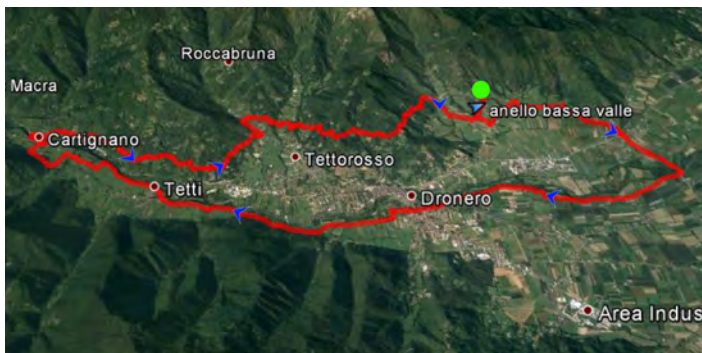 Roccabruna
Macra
anello bassa valle
Cartignano
Tettorosso
Tetti
Dronero
Area Indus